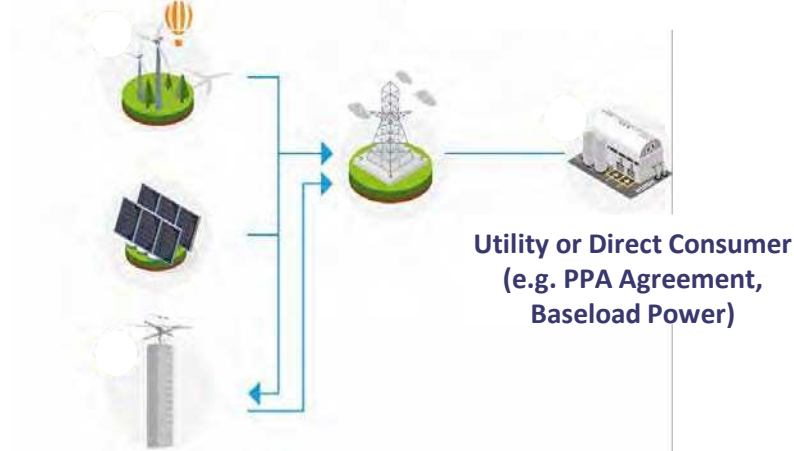 Utility or Direct Consumer
(e.g. PPA Agreement,
Baseload Power)